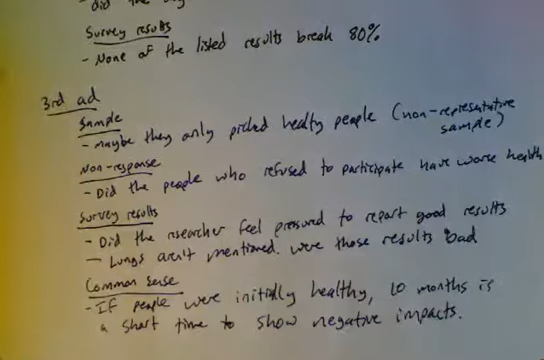 - Did the
Survey results
- None of the listed results break 80%
3rd ad
Sample
- Maybe they only picked healthy people (non-representative
sample)
Non-response
- Did the people who refused to participate have worse health
Survey results
- Did the researcher feel pressured to report good results
- Lungs aren't mentioned. Were those results bad
Common sense
- If people were initially healthy, 10 months is
a short time to show negative impacts.